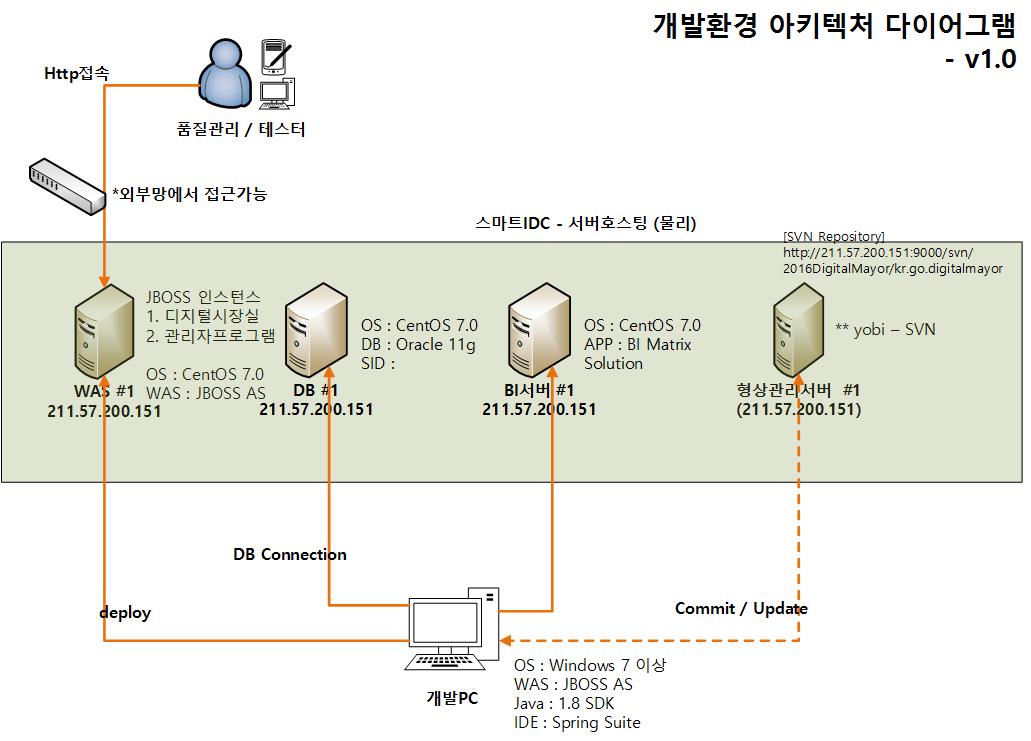 개발환경 아키텍처 다이어그램
- v1.0
Http접속
품질관리 / 테스터
*외부망에서 접근가능
스마트IDC - 서버호스팅 (물리)
[SVN Repository]
http://211.57.200.151:9000/svn/
2016DigitalMayor/kr.go.digitalmayor
JBOSS 인스턴스
1. 디지털시장실
2. 관리자프로그램
OS : CentOS 7.0
WAS : JBOSS AS
WAS #1
211.57.200.151
OS : CentOS 7.0
DB : Oracle 11g
SID :
DB #1
211.57.200.151
OS : CentOS 7.0
APP : BI Matrix
Solution
BI서버 #1
211.57.200.151
** yobi – SVN
형상관리서버 #1
(211.57.200.151)
DB Connection
deploy
Commit / Update
개발PC
OS : Windows 7 이상
WAS : JBOSS AS
Java : 1.8 SDK
IDE : Spring Suite